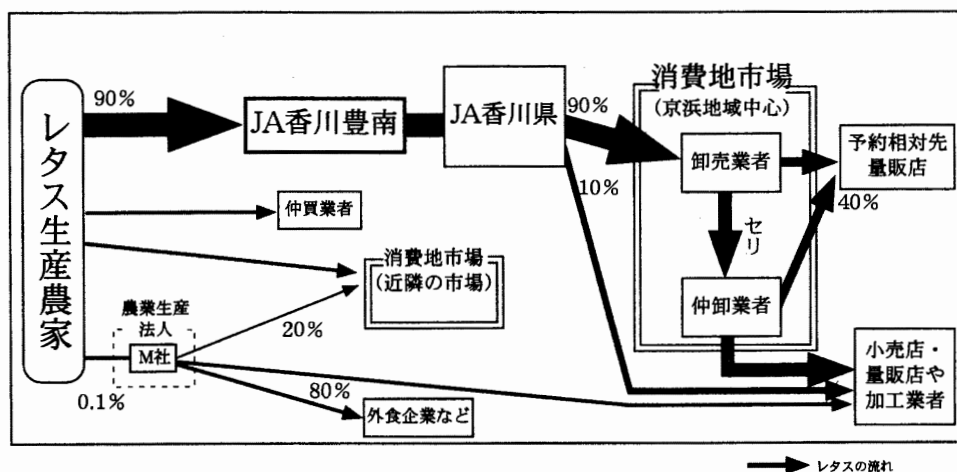 レタス生産農家
90%
JA香川豊南
JA香川県
90%
10%
消費地市場
(京浜地域中心)
卸売業者
セリ
仲卸業者
予約相対先
量販店
40%
仲買業者
消費地市場
(近隣の市場)
農業生産
法人
M社
0.1%
20%
80%
外食企業など
小売店・
量販店や
加工業者
レタスの流れ